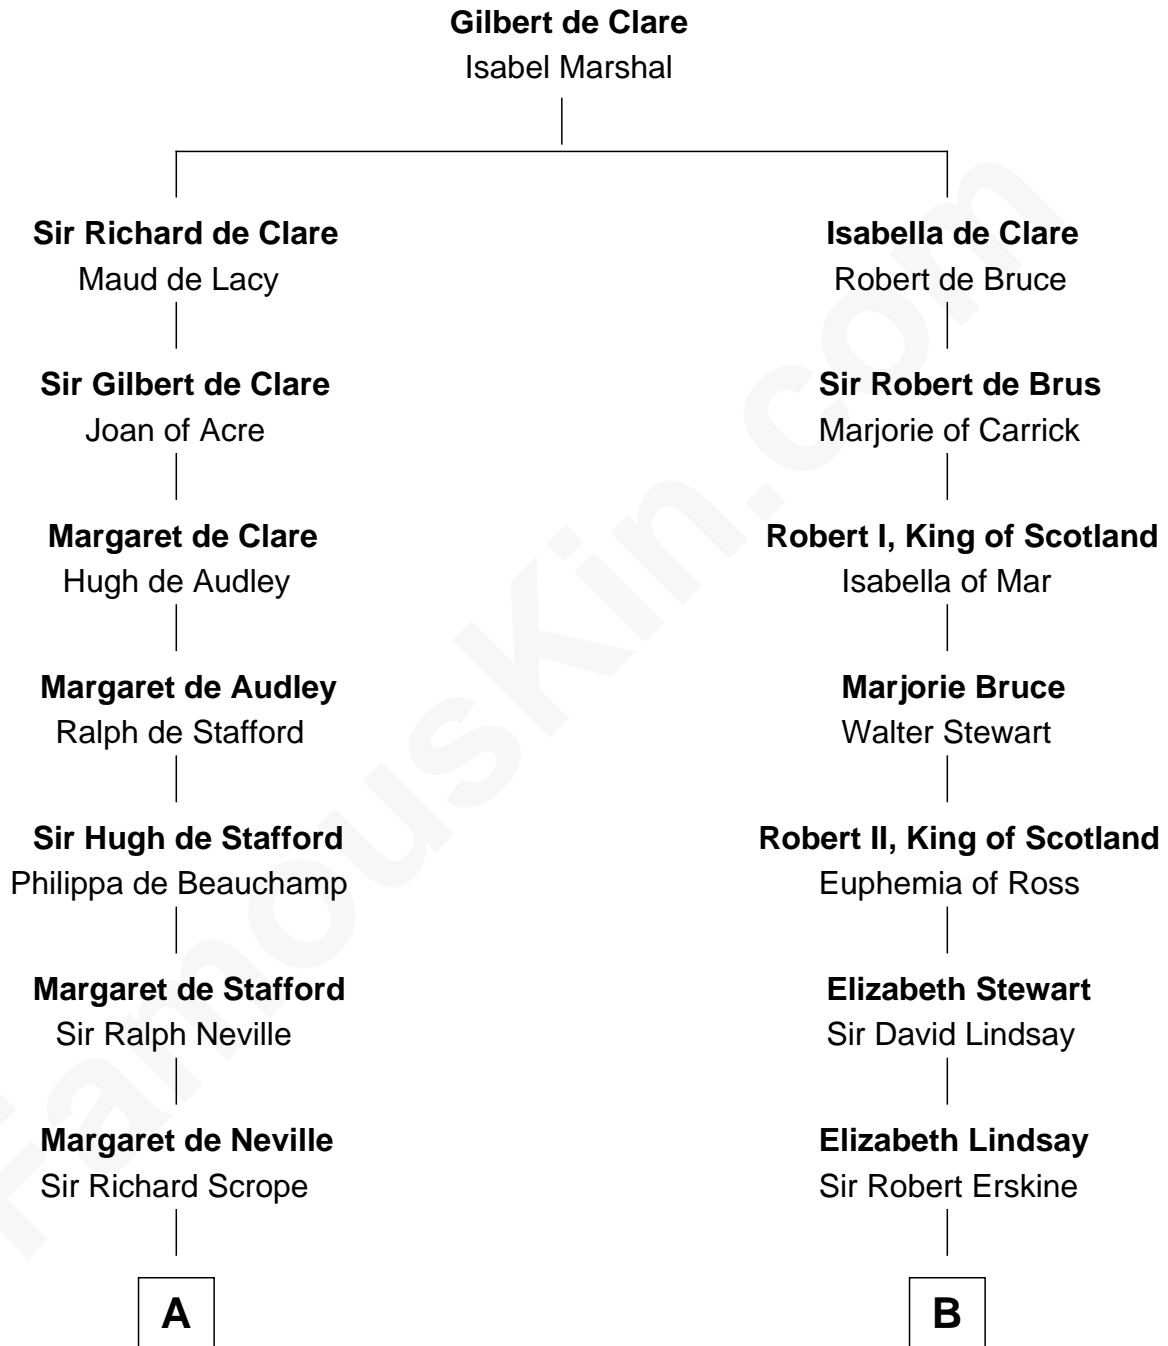 Gilbert de Clare
Isabel Marshal
Sir Richard de Clare
Maud de Lacy
Isabella de Clare
Robert de Bruce
Sir Gilbert de Clare
Joan of Acre
Sir Robert de Brus
Marjorie of Carrick
Margaret de Clare
Hugh de Audley
Robert I, King of Scotland
Isabella of Mar
Margaret de Audley
Ralph de Stafford
Marjorie Bruce
Walter Stewart
Sir Hugh de Stafford
Philippa de Beauchamp
Robert II, King of Scotland
Euphemia of Ross
Margaret de Stafford
Sir Ralph Neville
Elizabeth Stewart
Sir David Lindsay
Margaret de Neville
Sir Richard Scrope
Elizabeth Lindsay
Sir Robert Erskine
A
B
FamousKin.com